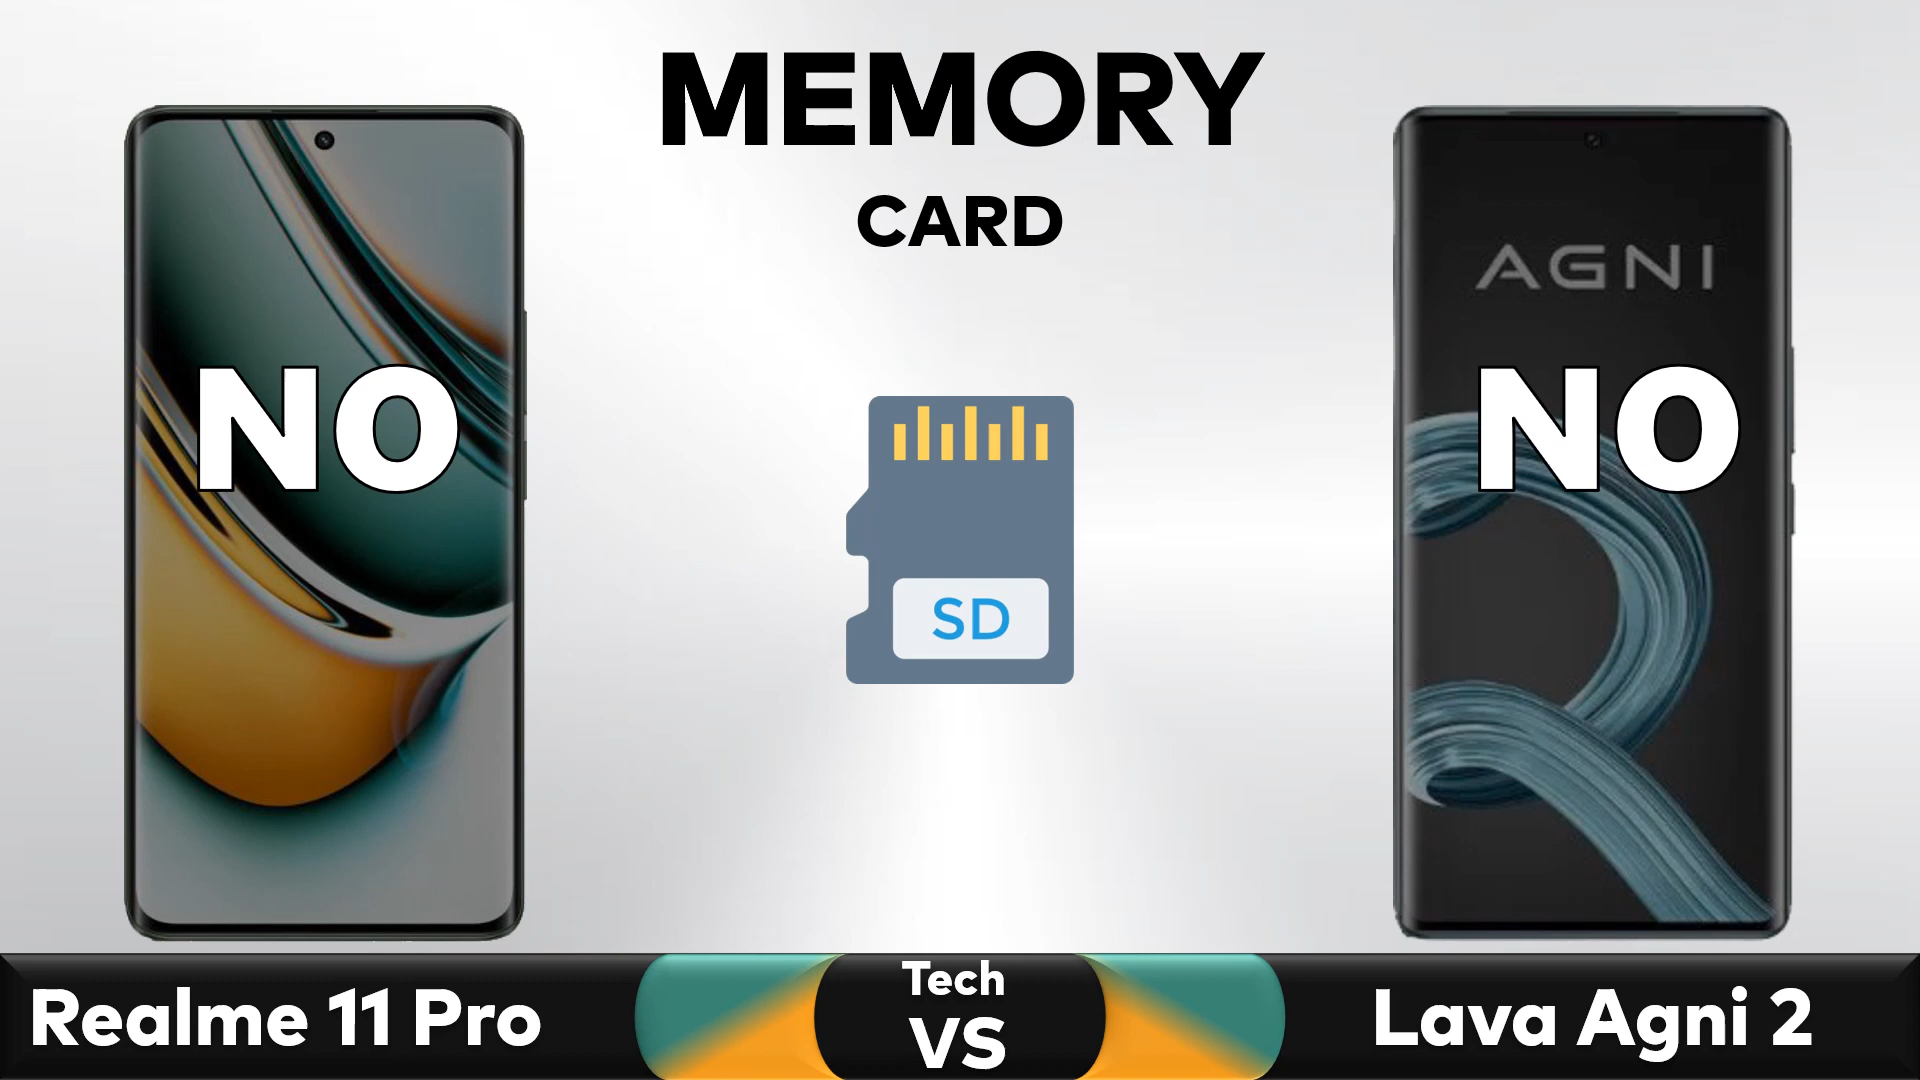 MEMORY
CARD
AGNI
NO
NO
SD
Realme 11 Pro
Tech
VS
Lava Agni 2